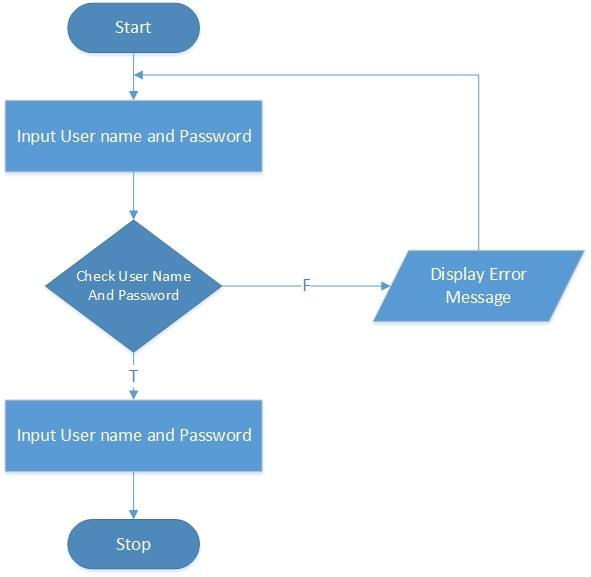 Start
Input User name and Password
Check User Name
And Password
F
Display Error
Message
T
Input User name and Password
Stop